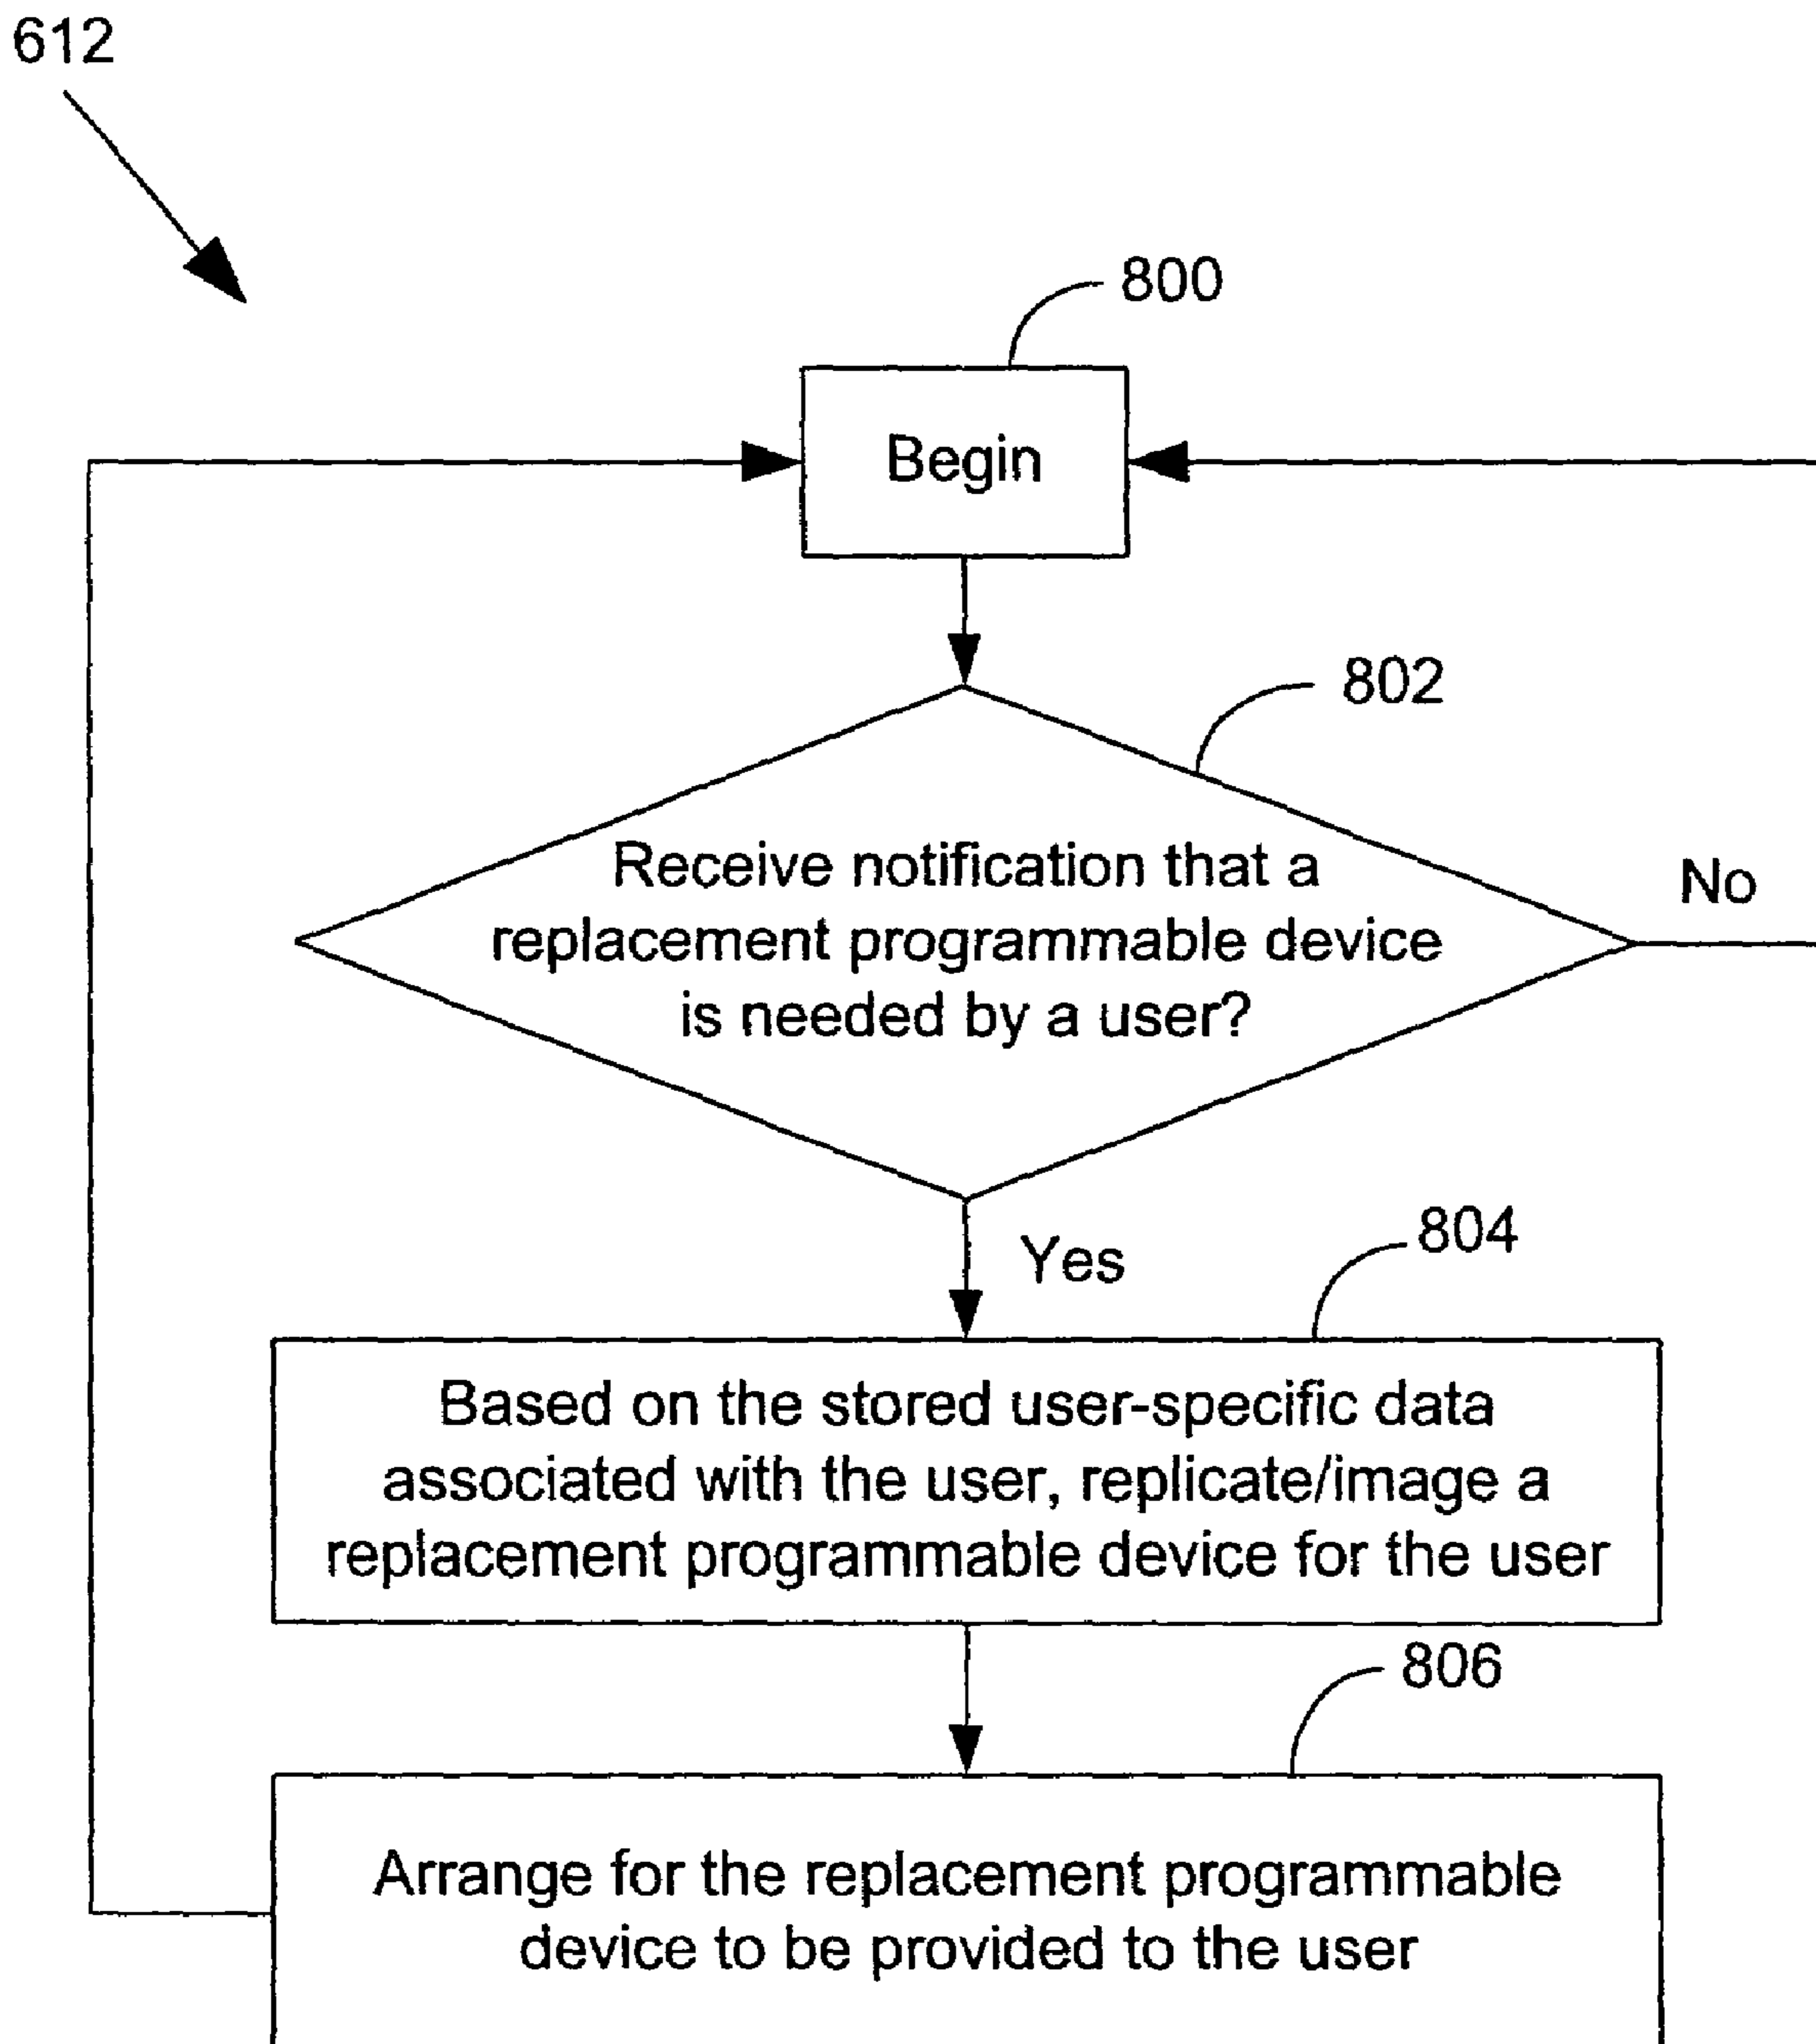 612
800
Begin
802
Receive notification that a
replacement programmable device
is needed by a user?
No
Yes
804
Based on the stored user-specific data
associated with the user, replicate/image a
replacement programmable device for the user
806
Arrange for the replacement programmable
device to be provided to the user